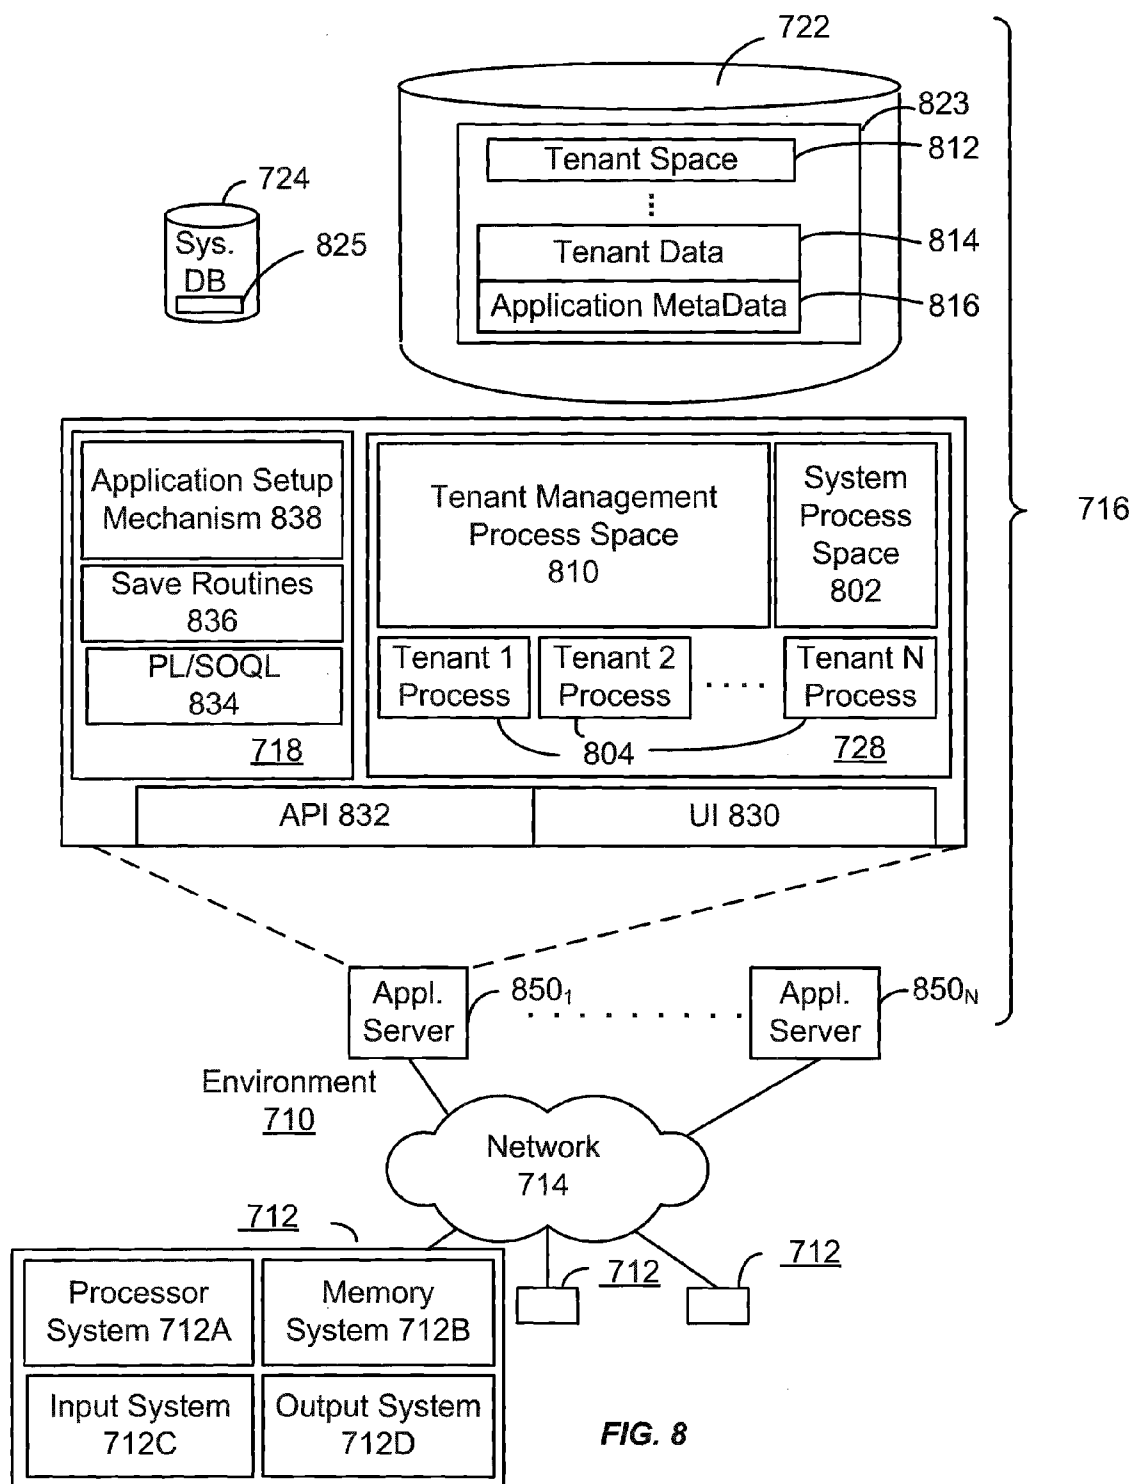 722
823
Tenant Space
812
724
Sys.
DB
825
Tenant Data
814
Application MetaData
816
Application Setup
Mechanism 838
Tenant Management
Process Space
810
System
Process
Space
802
716
Save Routines
836
PL/SOQL
834
718
Tenant 1
Process
Tenant 2
Process
Tenant N
Process
804
728
API 832
UI 830
Appl.
Server
850₁
Appl.
Server
850N
Environment
710
Network
714
712
712
712
Processor
System 712A
Memory
System 712B
Input System
712C
Output System
712D
FIG. 8